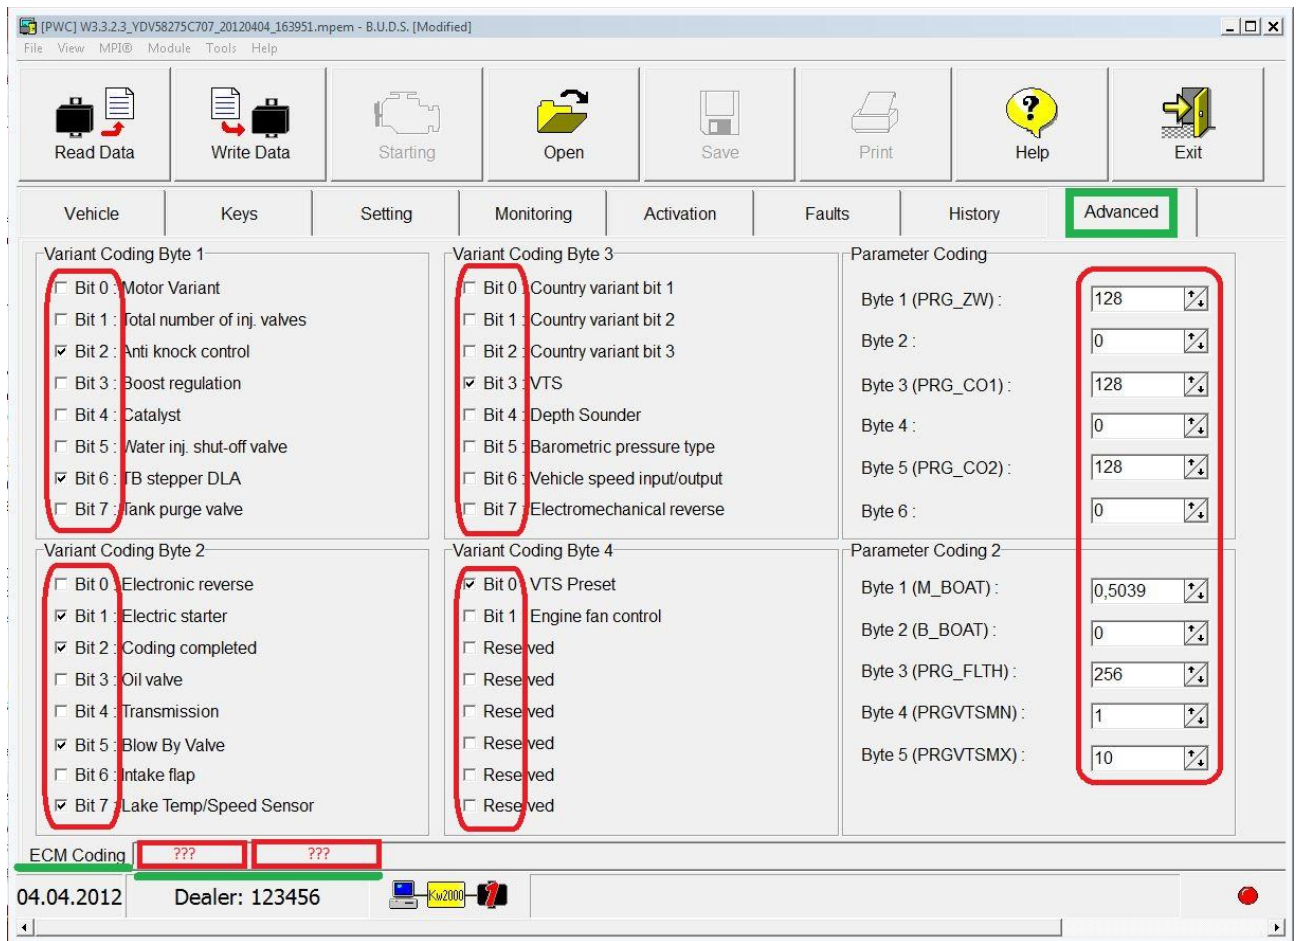 [PWC] W3.3.2.3_YDV58275C707_20120404_163951.mpem - B.U.D.S. [Modified]
File View MPI® Module Tools Help
Read Data Write Data Starting Open Save Print Help Exit
Vehicle Keys Setting Monitoring Activation Faults History Advanced
Variant Coding Byte 1
Bit 0 : Motor Variant
Bit 1 : Total number of inj. valves
Bit 2 : Anti knock control
Bit 3 : Boost regulation
Bit 4 : Catalyst
Bit 5 : Water inj. shut-off valve
Bit 6 : TB stepper DLA
Bit 7 : Tank purge valve
Variant Coding Byte 2
Bit 0 : Electronic reverse
Bit 1 : Electric starter
Bit 2 : Coding completed
Bit 3 : Oil valve
Bit 4 : Transmission
Bit 5 : Blow By Valve
Bit 6 : Intake flap
Bit 7 : Lake Temp/Speed Sensor
Variant Coding Byte 3
Bit 0 : Country variant bit 1
Bit 1 : Country variant bit 2
Bit 2 : Country variant bit 3
Bit 3 : VTS
Bit 4 : Depth Sounder
Bit 5 : Barometric pressure type
Bit 6 : Vehicle speed input/output
Bit 7 : Electromechanical reverse
Variant Coding Byte 4
Bit 0 : VTS Preset
Bit 1 : Engine fan control
Reserved
Reserved
Reserved
Reserved
Reserved
Reserved
Parameter Coding
Byte 1 (PRG_ZW) : 128
Byte 2 : 0
Byte 3 (PRG_CO1) : 128
Byte 4 : 0
Byte 5 (PRG_CO2) : 128
Byte 6 : 0
Parameter Coding 2
Byte 1 (M_BOAT) : 0,5039
Byte 2 (B_BOAT) : 0
Byte 3 (PRG_FLTH) : 256
Byte 4 (PRGVTSMN) : 1
Byte 5 (PRGVTSMX) : 10
ECM Coding ??? ???
04.04.2012 Dealer: 123456 Kw2000 1